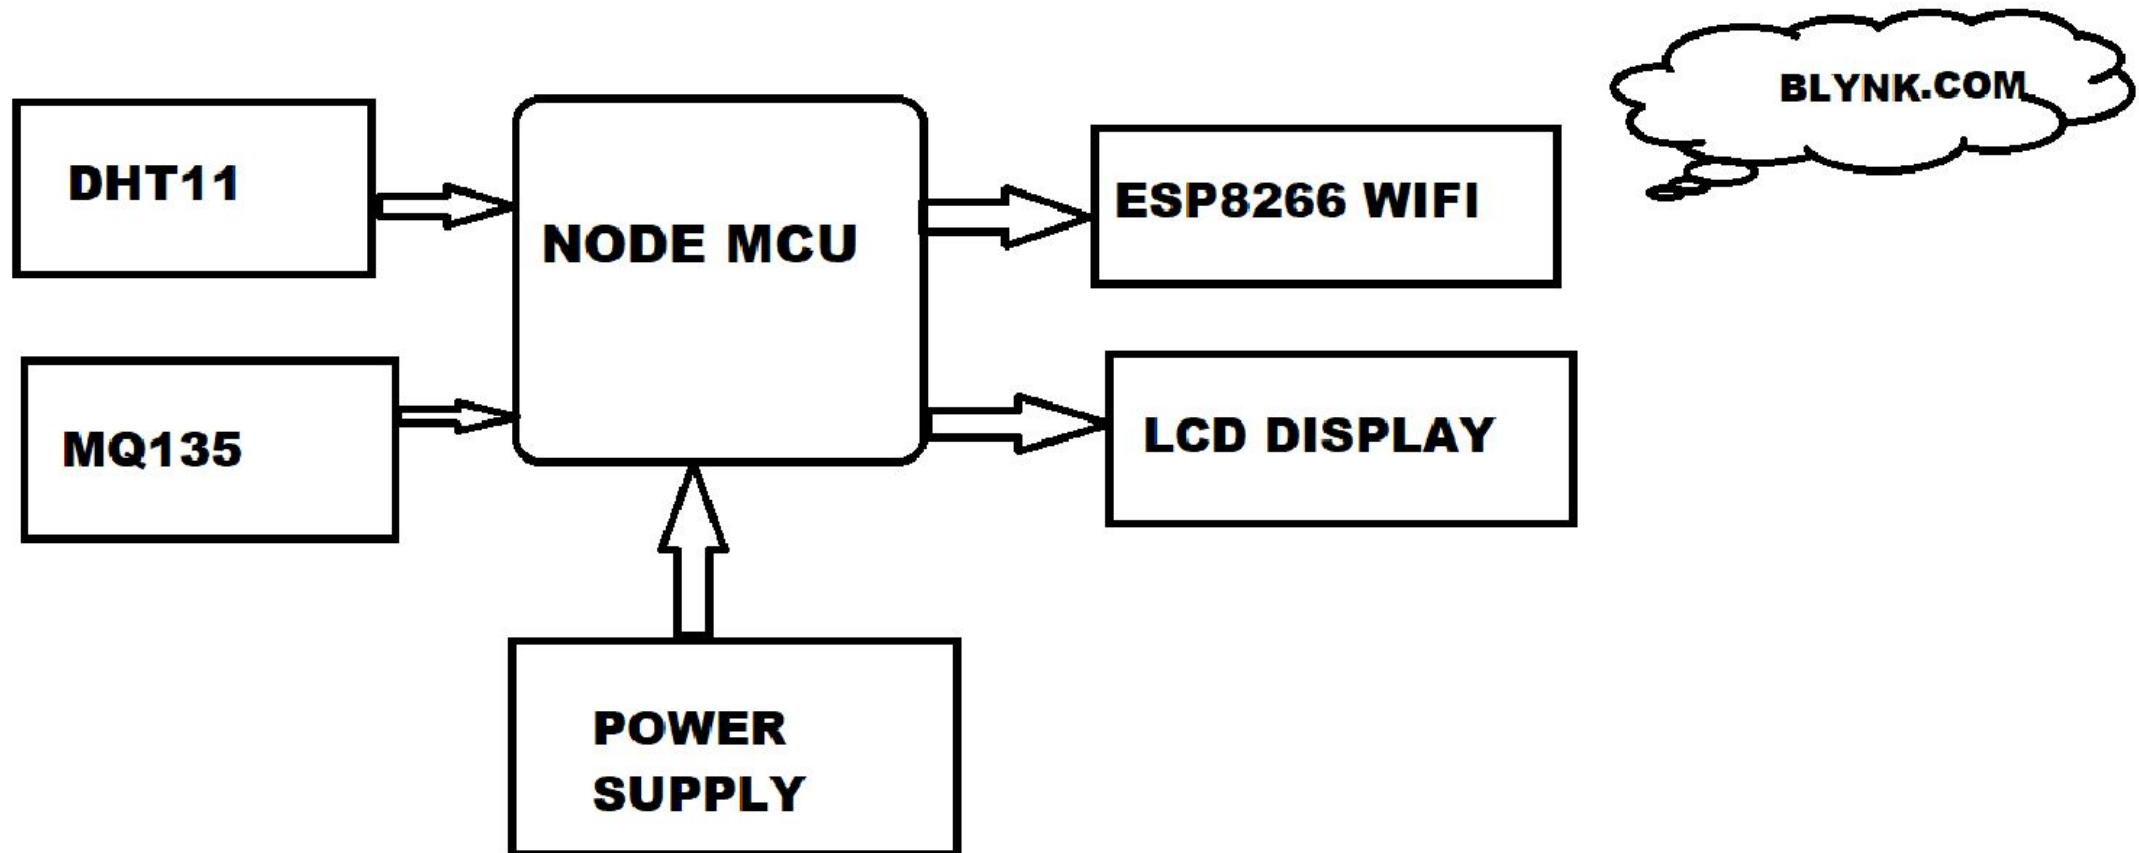 BLYNK.COM
DHT11
NODE MCU
ESP8266 WIFI
MQ135
LCD DISPLAY
POWER
SUPPLY